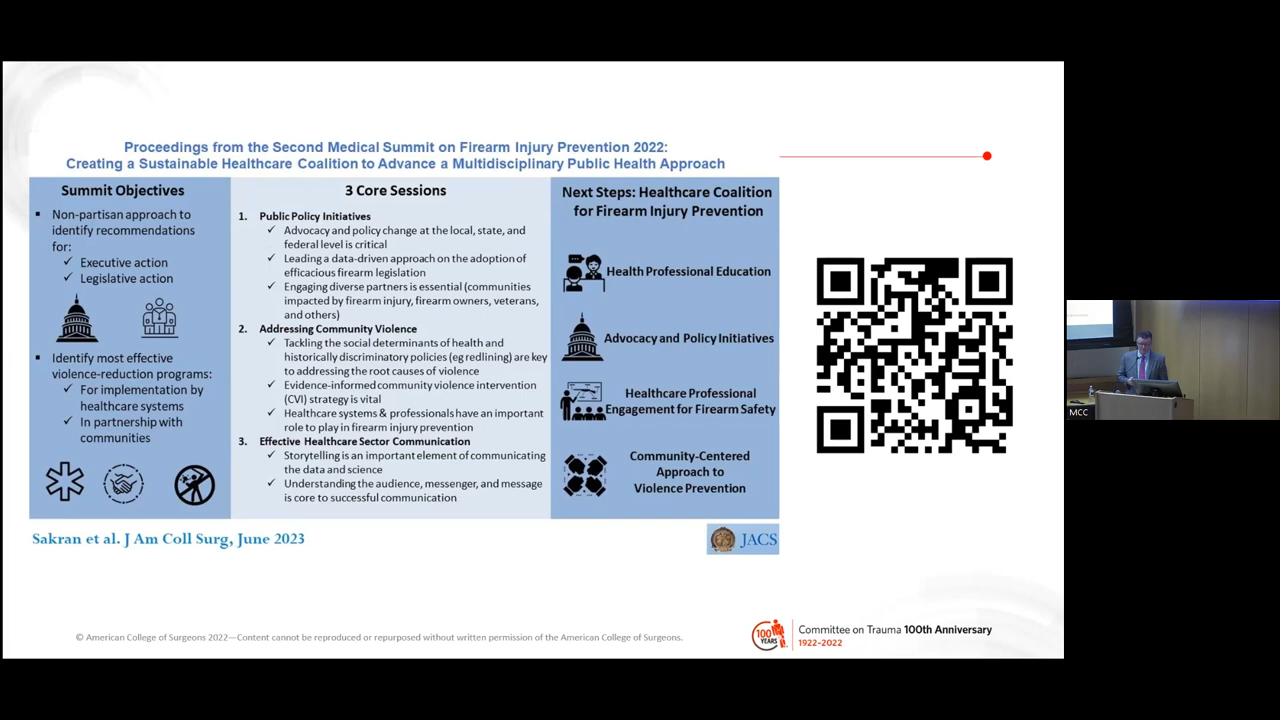 Proceedings from the Second Medical Summit on Firearm Injury Prevention 2022:
Creating a Sustainable Healthcare Coalition to Advance a Multidisciplinary Public Health Approach
Summit Objectives
▪ Non-partisan approach to
identify recommendations
for:
✓ Executive action
✓ Legislative action
▪ Identify most effective
violence-reduction programs:
✓ For implementation by
healthcare systems
✓ In partnership with
communities
3 Core Sessions
1. Public Policy Initiatives
✓ Advocacy and policy change at the local, state, and
federal level is critical
✓ Leading a data-driven approach on the adoption of
efficacious firearm legislation
✓ Engaging diverse partners is essential (communities
impacted by firearm injury, firearm owners, veterans,
and others)
2. Addressing Community Violence
✓ Tackling the social determinants of health and
historically discriminatory policies (eg redlining) are key
to addressing the root causes of violence
✓ Evidence-informed community violence intervention
(CVI) strategy is vital
✓ Healthcare systems & professionals have an important
role to play in firearm injury prevention
3. Effective Healthcare Sector Communication
✓ Storytelling is an important element of communicating
the data and science
✓ Understanding the audience, messenger, and message
is core to successful communication
Next Steps: Healthcare Coalition
for Firearm Injury Prevention
Health Professional Education
Advocacy and Policy Initiatives
Healthcare Professional
Engagement for Firearm Safety
Community-Centered
Approach to
Violence Prevention
Sakran et al. J Am Coll Surg, June 2023
JACS
© American College of Surgeons 2022—Content cannot be reproduced or repurposed without written permission of the American College of Surgeons.
100
YEARS
Committee on Trauma 100th Anniversary
1922-2022
MCC